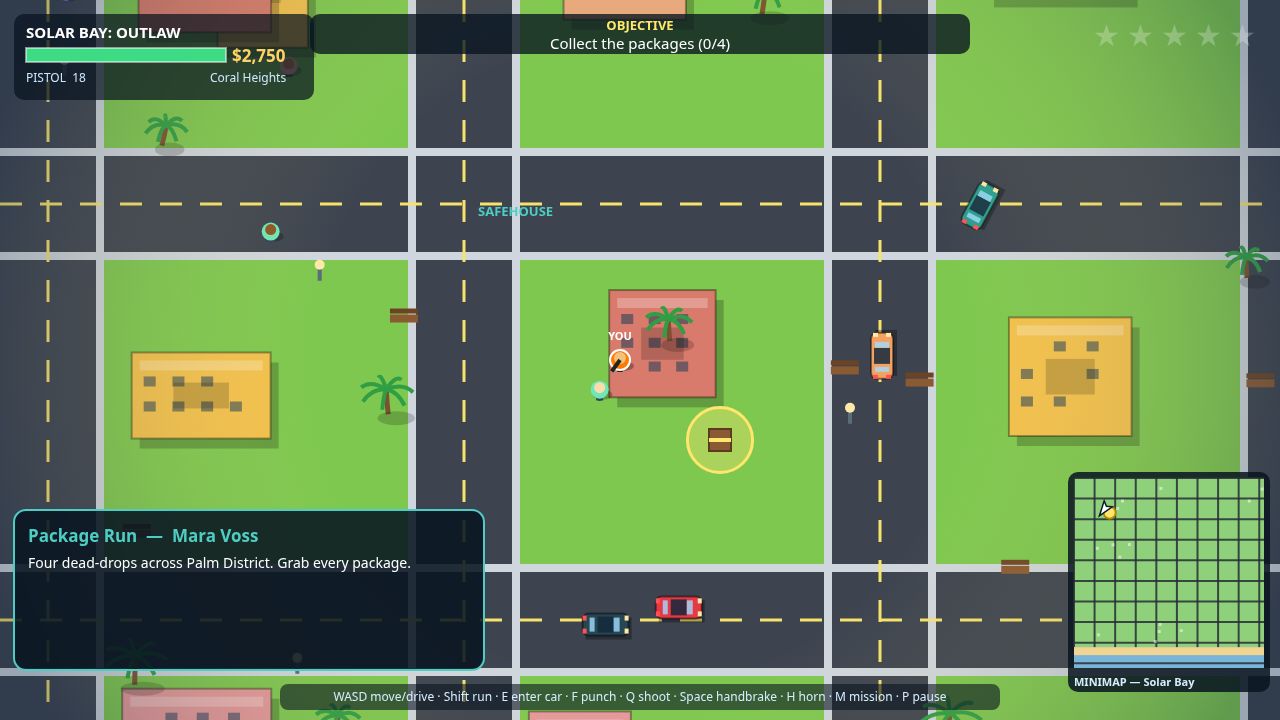 SOLAR BAY: OUTLAW
$2,750
PISTOL 18
Coral Heights
OBJECTIVE
Collect the packages (0/4)
SAFEHOUSE
YOU
Package Run — Mara Voss
Four dead-drops across Palm District. Grab every package.
MINIMAP — Solar Bay
WASD move/drive · Shift run · E enter car · F punch · Q shoot · Space handbrake · H horn · M mission · P pause